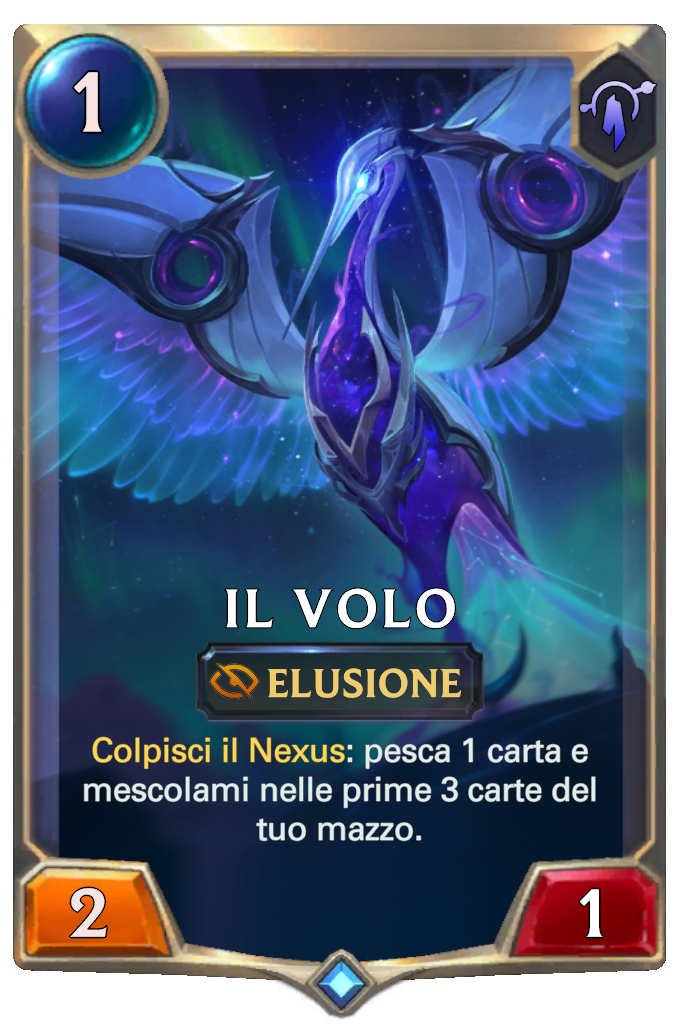 1
IL VOLO
ELUSIONE
Colpisci il Nexus: pesca 1 carta e
mescolami nelle prime 3 carte del
tuo mazzo.
2
1